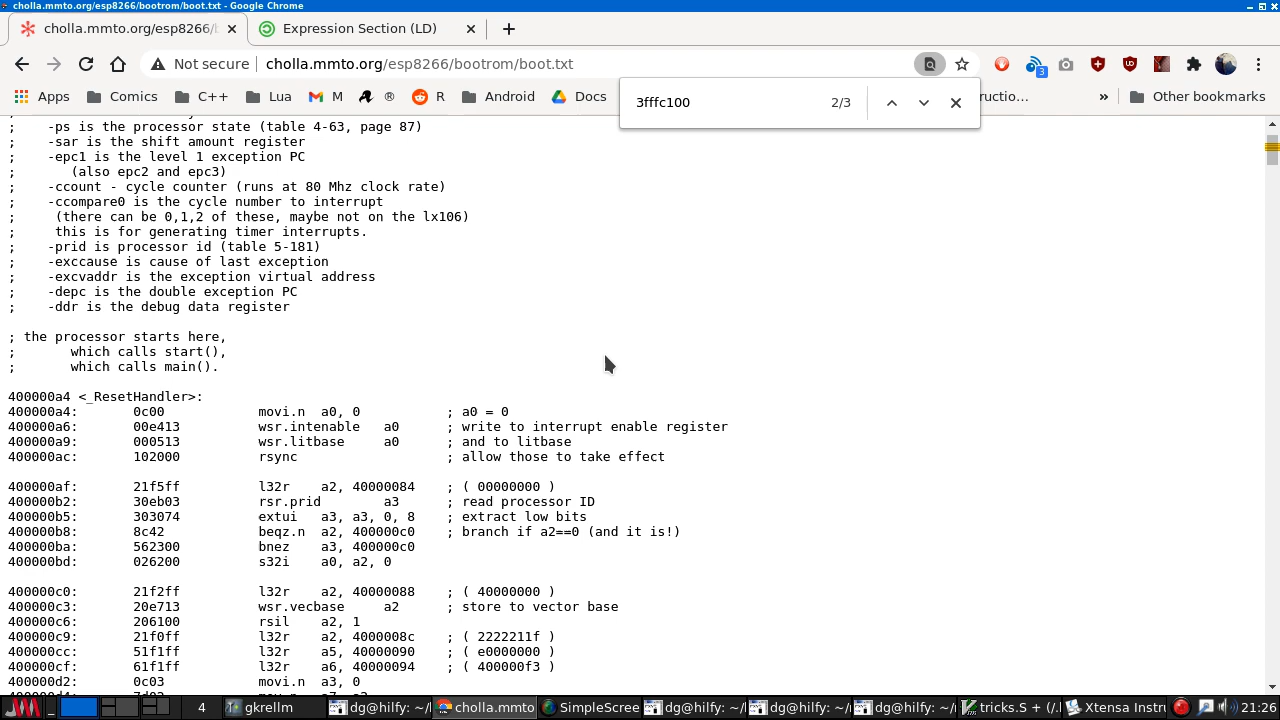 cholla.mmto.org/esp8266/bootrom/boot.txt - Google Chrome
cholla.mmto.org/esp8266/b
Expression Section (LD)
Not secure
cholla.mmto.org/esp8266/bootrom/boot.txt
3
Apps
Comics
C++
Lua
M
R
Android
Docs
ructio…
»
Other bookmarks
3fffc100
2/3
; -ps is the processor state (table 4-63, page 87)
; -sar is the shift amount register
; -epc1 is the level 1 exception PC
; (also epc2 and epc3)
; -ccount - cycle counter (runs at 80 Mhz clock rate)
; -ccompare0 is the cycle number to interrupt
; (there can be 0,1,2 of these, maybe not on the lx106)
; this is for generating timer interrupts.
; -prid is processor id (table 5-181)
; -exccause is cause of last exception
; -excvaddr is the exception virtual address
; -depc is the double exception PC
; -ddr is the debug data register
; the processor starts here,
; which calls start(),
; which calls main().
400000a4 <_ResetHandler>:
400000a4: 0c00 movi.n a0, 0 ; a0 = 0
400000a6: 00e413 wsr.intenable a0 ; write to interrupt enable register
400000a9: 000513 wsr.litbase a0 ; and to litbase
400000ac: 102000 rsync ; allow those to take effect
400000af: 21f5ff l32r a2, 40000084 ; ( 00000000 )
400000b2: 30eb03 rsr.prid a3 ; read processor ID
400000b5: 303074 extui a3, a3, 0, 8 ; extract low bits
400000b8: 8c42 beqz.n a2, 400000c0 ; branch if a2==0 (and it is!)
400000ba: 562300 bnez a3, 400000c0
400000bd: 026200 s32i a0, a2, 0
400000c0: 21f2ff l32r a2, 40000088 ; ( 40000000 )
400000c3: 20e713 wsr.vecbase a2 ; store to vector base
400000c6: 206100 rsil a2, 1
400000c9: 21f0ff l32r a2, 4000008c ; ( 2222211f )
400000cc: 51f1ff l32r a5, 40000090 ; ( e0000000 )
400000cf: 61f1ff l32r a6, 40000094 ; ( 400000f3 )
400000d2: 0c03 movi.n a3, 0
4
gkrellm
dg@hilfy: ~/
cholla.mmto
SimpleScree
dg@hilfy: ~/
dg@hilfy: ~/
dg@hilfy: ~/
tricks.S + (/.
Xtensa Instr
21:26